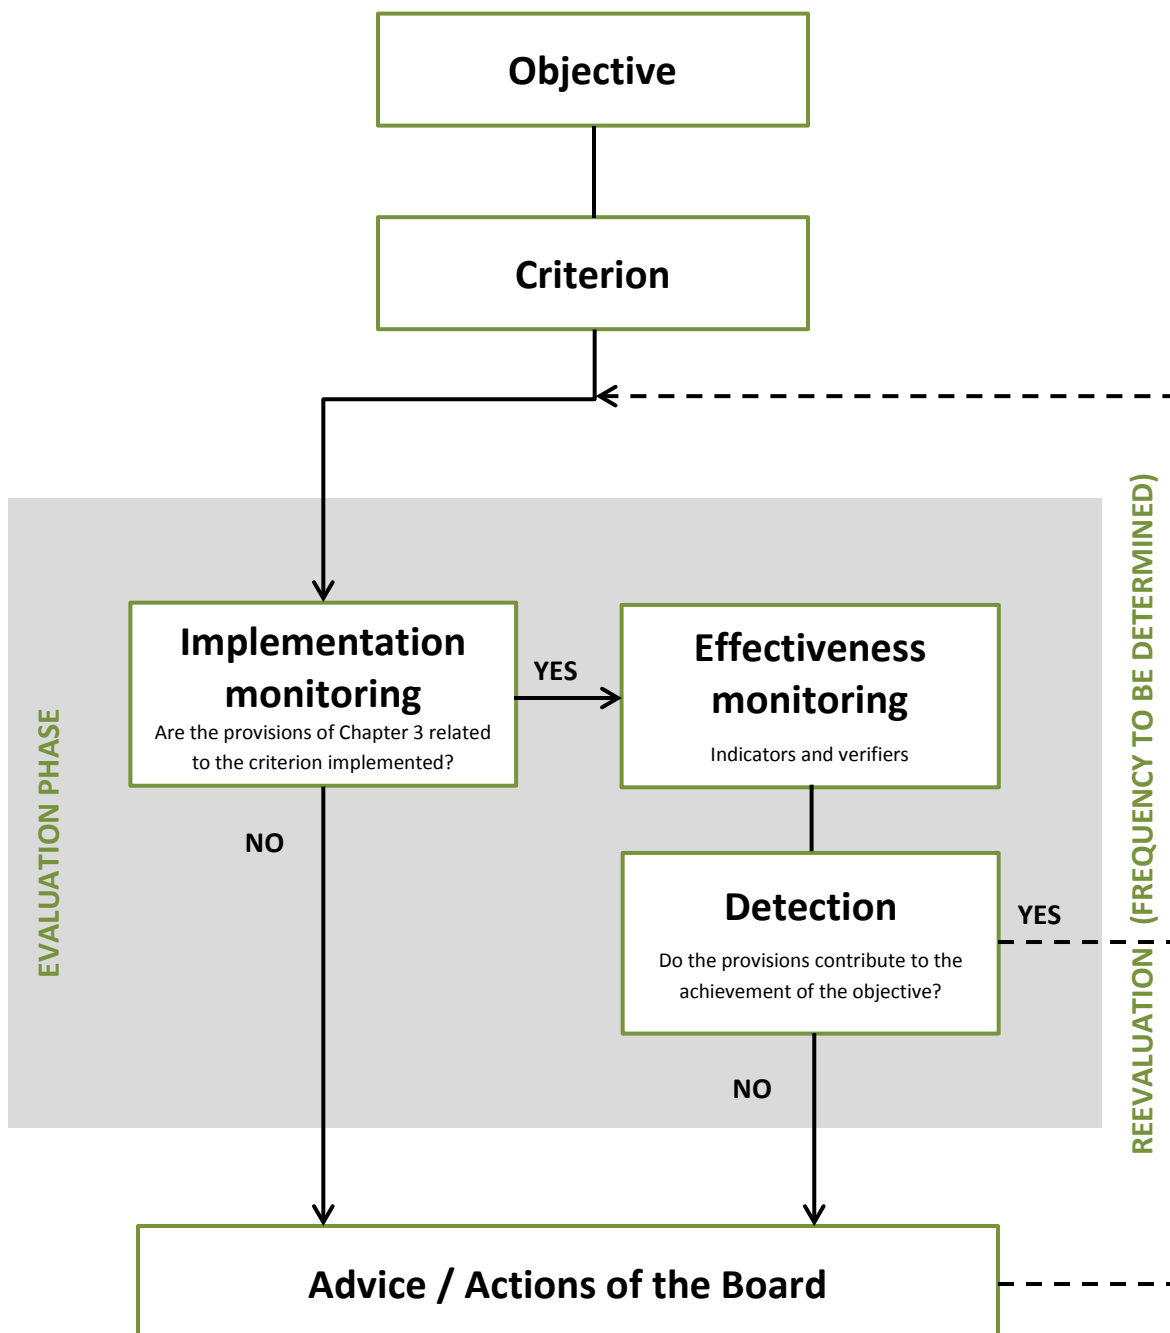 Objective
Criterion
Implementation
monitoring
Are the provisions of Chapter 3 related
to the criterion implemented?
YES
Effectiveness
monitoring
Indicators and verifiers
NO
Detection
Do the provisions contribute to the
achievement of the objective?
YES
NO
EVALUATION PHASE
REEVALUATION (FREQUENCY TO BE DETERMINED)
Advice / Actions of the Board